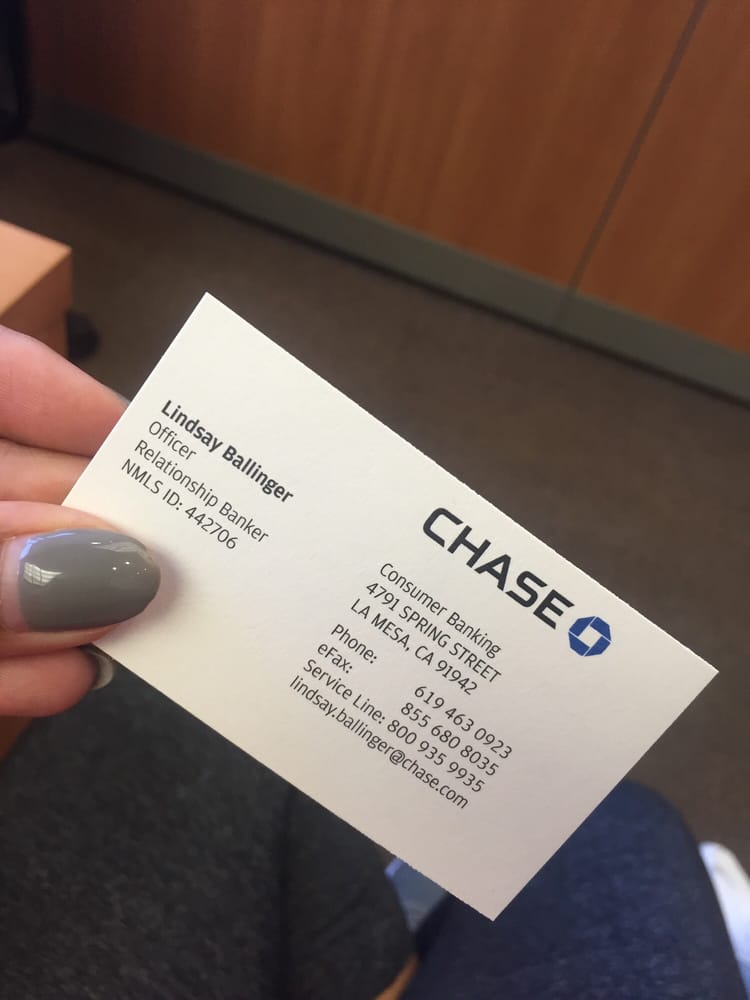 Lindsay Ballinger
Officer
Relationship Banker
NMLS ID: 442706
CHASE
Consumer Banking
4791 SPRING STREET
LA MESA, CA 91942
Phone: 619 463 0923
eFax: 855 680 8035
Service Line: 800 935 9935
lindsay.ballinger@chase.com